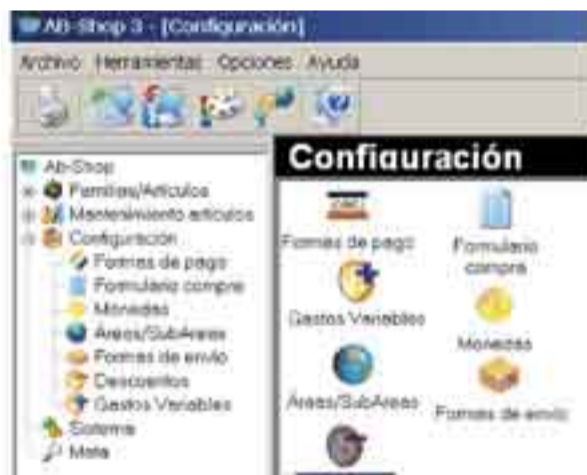 AB-Shop 3 - [Configuración]
Archivo Herramientas Opciones Ayuda
Ab-Shop
Familias/Artículos
Mantenimiento artículos
Configuración
Formas de pago
Formulario compra
Monedas
Áreas/SubAreas
Formas de envío
Descuentos
Gastos Variables
Sistema
Meta
Configuración
Formas de pago
Formulario
compra
Gastos Variables
Monedas
Áreas/SubAreas
Formas de envío